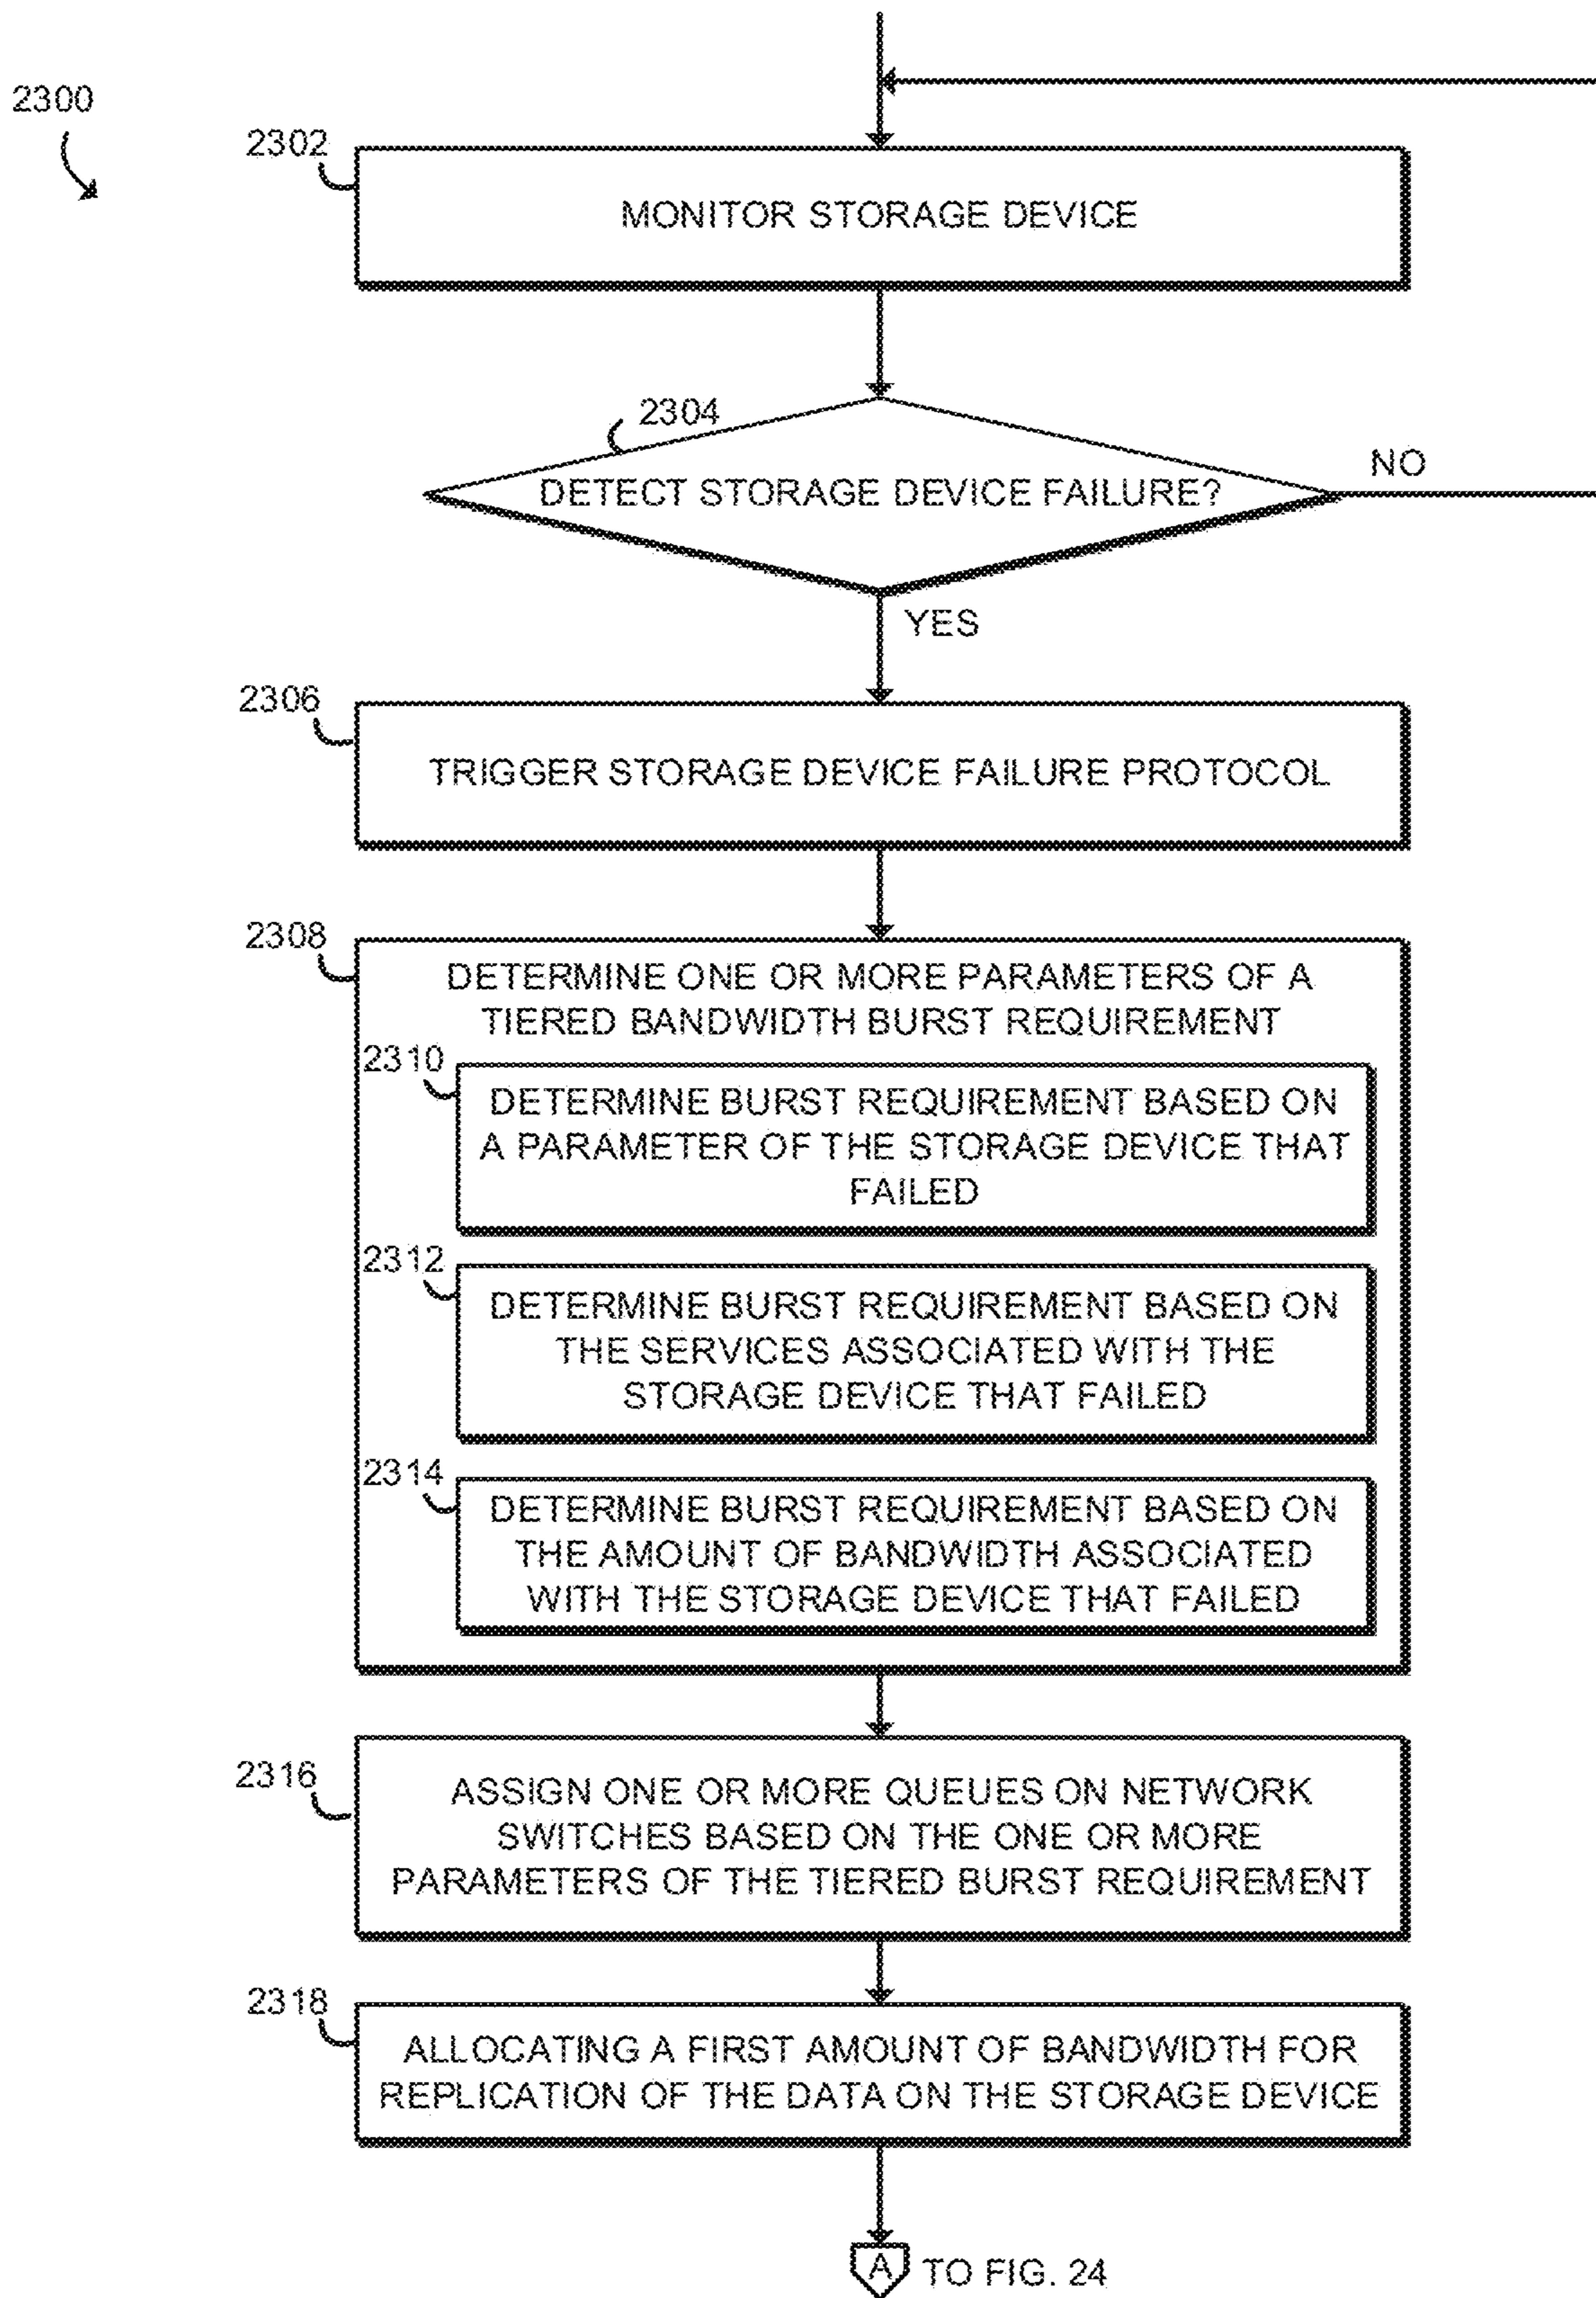 2300
2302
MONITOR STORAGE DEVICE
2304
DETECT STORAGE DEVICE FAILURE?
NO
YES
2306
TRIGGER STORAGE DEVICE FAILURE PROTOCOL
2308
DETERMINE ONE OR MORE PARAMETERS OF A
TIERED BANDWIDTH BURST REQUIREMENT
2310
DETERMINE BURST REQUIREMENT BASED ON
A PARAMETER OF THE STORAGE DEVICE THAT
FAILED
2312
DETERMINE BURST REQUIREMENT BASED ON
THE SERVICES ASSOCIATED WITH THE
STORAGE DEVICE THAT FAILED
2314
DETERMINE BURST REQUIREMENT BASED ON
THE AMOUNT OF BANDWIDTH ASSOCIATED
WITH THE STORAGE DEVICE THAT FAILED
2316
ASSIGN ONE OR MORE QUEUES ON NETWORK
SWITCHES BASED ON THE ONE OR MORE
PARAMETERS OF THE TIERED BURST REQUIREMENT
2318
ALLOCATING A FIRST AMOUNT OF BANDWIDTH FOR
REPLICATION OF THE DATA ON THE STORAGE DEVICE
A TO FIG. 24